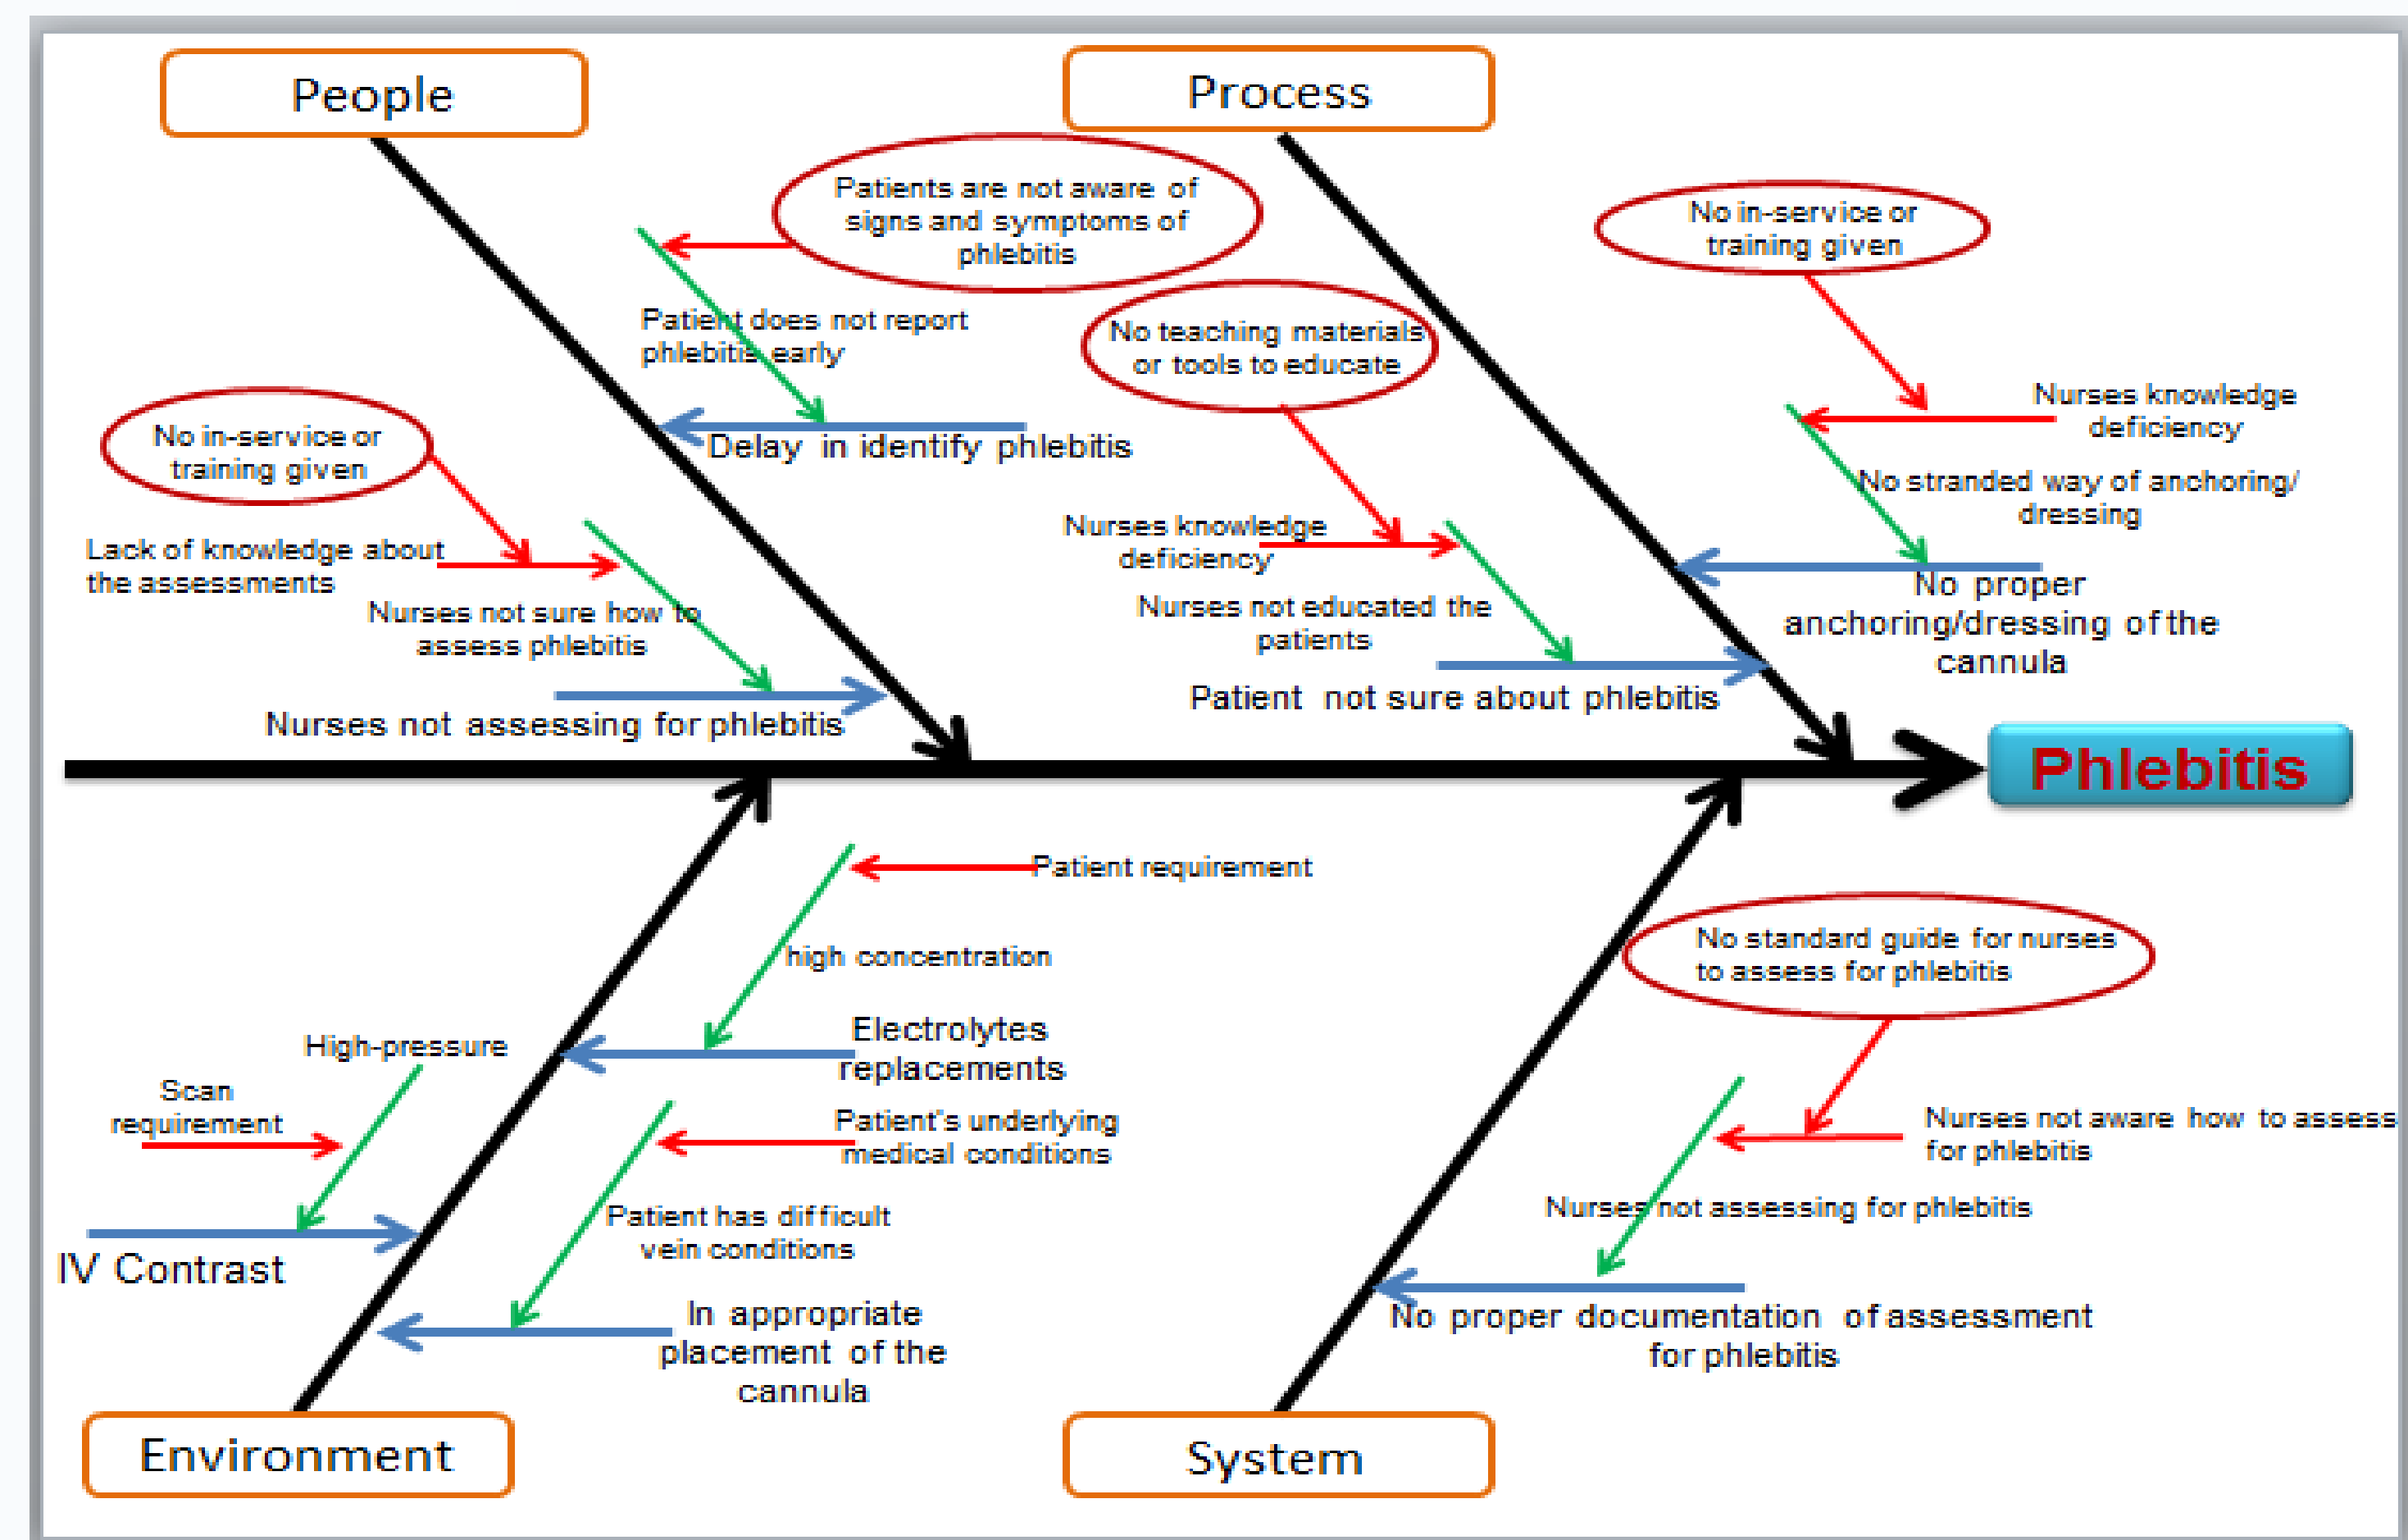 People
Process
Patients are not aware of
signs and symptoms of
phlebitis
No in-service or
training given
Patient does not report
phlebitis early
No teaching materials
or tools to educate
Nurses knowledge
deficiency
No in-service or
training given
Delay in identify phlebitis
No stranded way of anchoring/
dressing
Lack of knowledge about
the assessments
Nurses knowledge
deficiency
Nurses not sure how to
assess phlebitis
Nurses not educated the
patients
No proper
anchoring/dressing of the
cannula
Nurses not assessing for phlebitis
Patient not sure about phlebitis
Phlebitis
Patient requirement
high concentration
No standard guide for nurses
to assess for phlebitis
High-pressure
Electrolytes
replacements
Scan
requirement
Patient's underlying
medical conditions
Nurses not aware how to assess
for phlebitis
Patient has difficult
vein conditions
Nurses not assessing for phlebitis
IV Contrast
In appropriate
placement of the
cannula
No proper documentation of assessment
for phlebitis
Environment
System